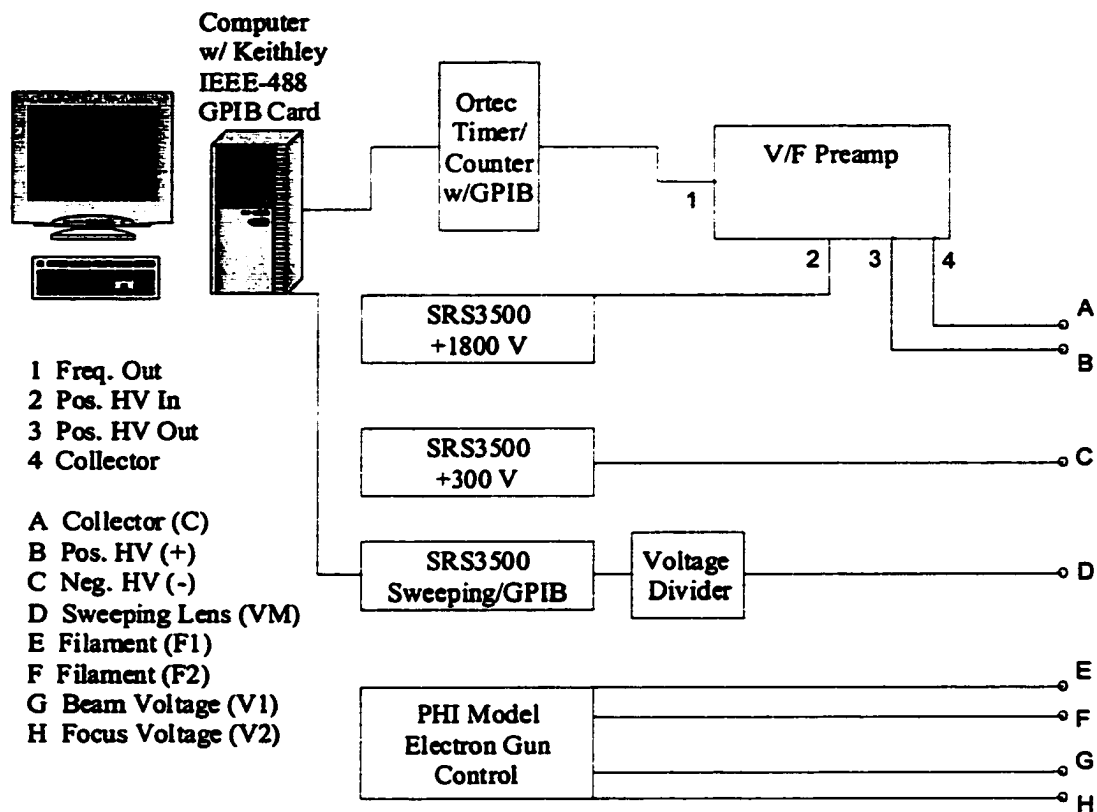 Computer
w/ Keithley
IEEE-488
GPIB Card
Ortec
Timer/
Counter
w/GPIB
V/F Preamp
1
2
3
4
SRS3500
+1800 V
A
B
1 Freq. Out
2 Pos. HV In
3 Pos. HV Out
4 Collector
SRS3500
+300 V
C
A Collector (C)
B Pos. HV (+)
C Neg. HV (-)
D Sweeping Lens (VM)
E Filament (F1)
F Filament (F2)
G Beam Voltage (V1)
H Focus Voltage (V2)
SRS3500
Sweeping/GPIB
Voltage
Divider
D
PHI Model
Electron Gun
Control
E
F
G
H